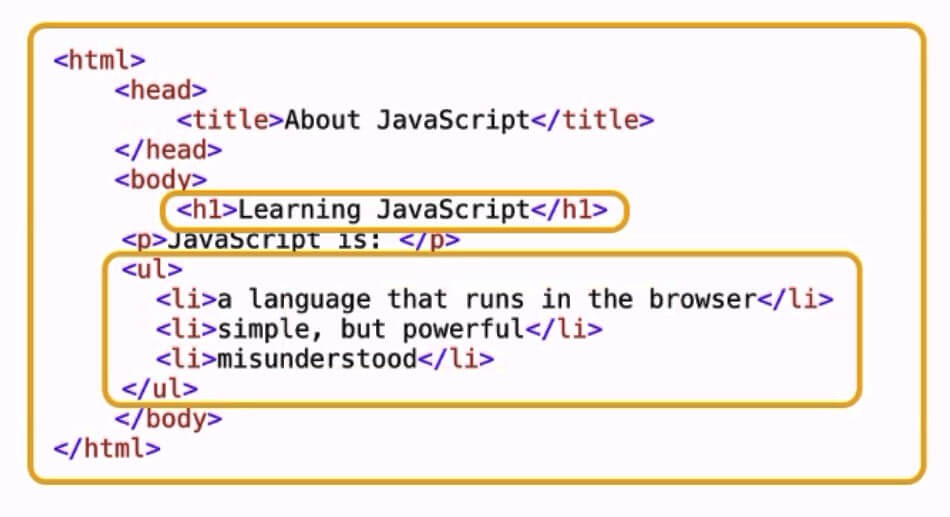 <html>
<head>
<title>About JavaScript</title>
</head>
<body>
<h1>Learning JavaScript</h1>
<p>JavaScript is: </p>
<ul>
<li>a language that runs in the browser</li>
<li>simple, but powerful</li>
<li>misunderstood</li>
</ul>
</body>
</html>